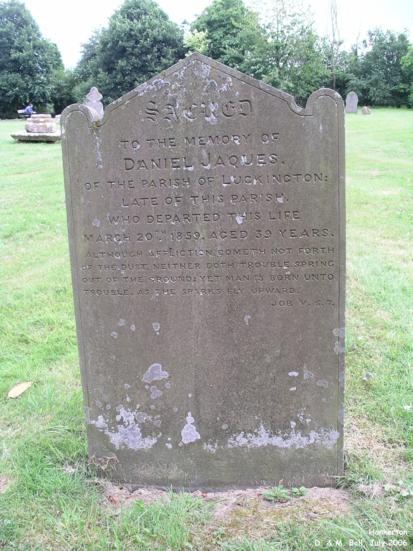 SACRED
TO THE MEMORY OF
DANIEL JAQUES.
OF THE PARISH OF LUCKINGTON:
LATE OF THIS PARISH.
WHO DEPARTED THIS LIFE
MARCH 20TH 1859. AGED 39 YEARS.
ALTHOUGH AFFLICTION COMETH NOT FORTH
OF THE DUST, NEITHER DOTH TROUBLE SPRING
OUT OF THE GROUND; YET MAN IS BORN UNTO
TROUBLE, AS THE SPARKS FLY UPWARD.
JOB V. 6.7.
Hankerton
D. & M. Ball, July 2006